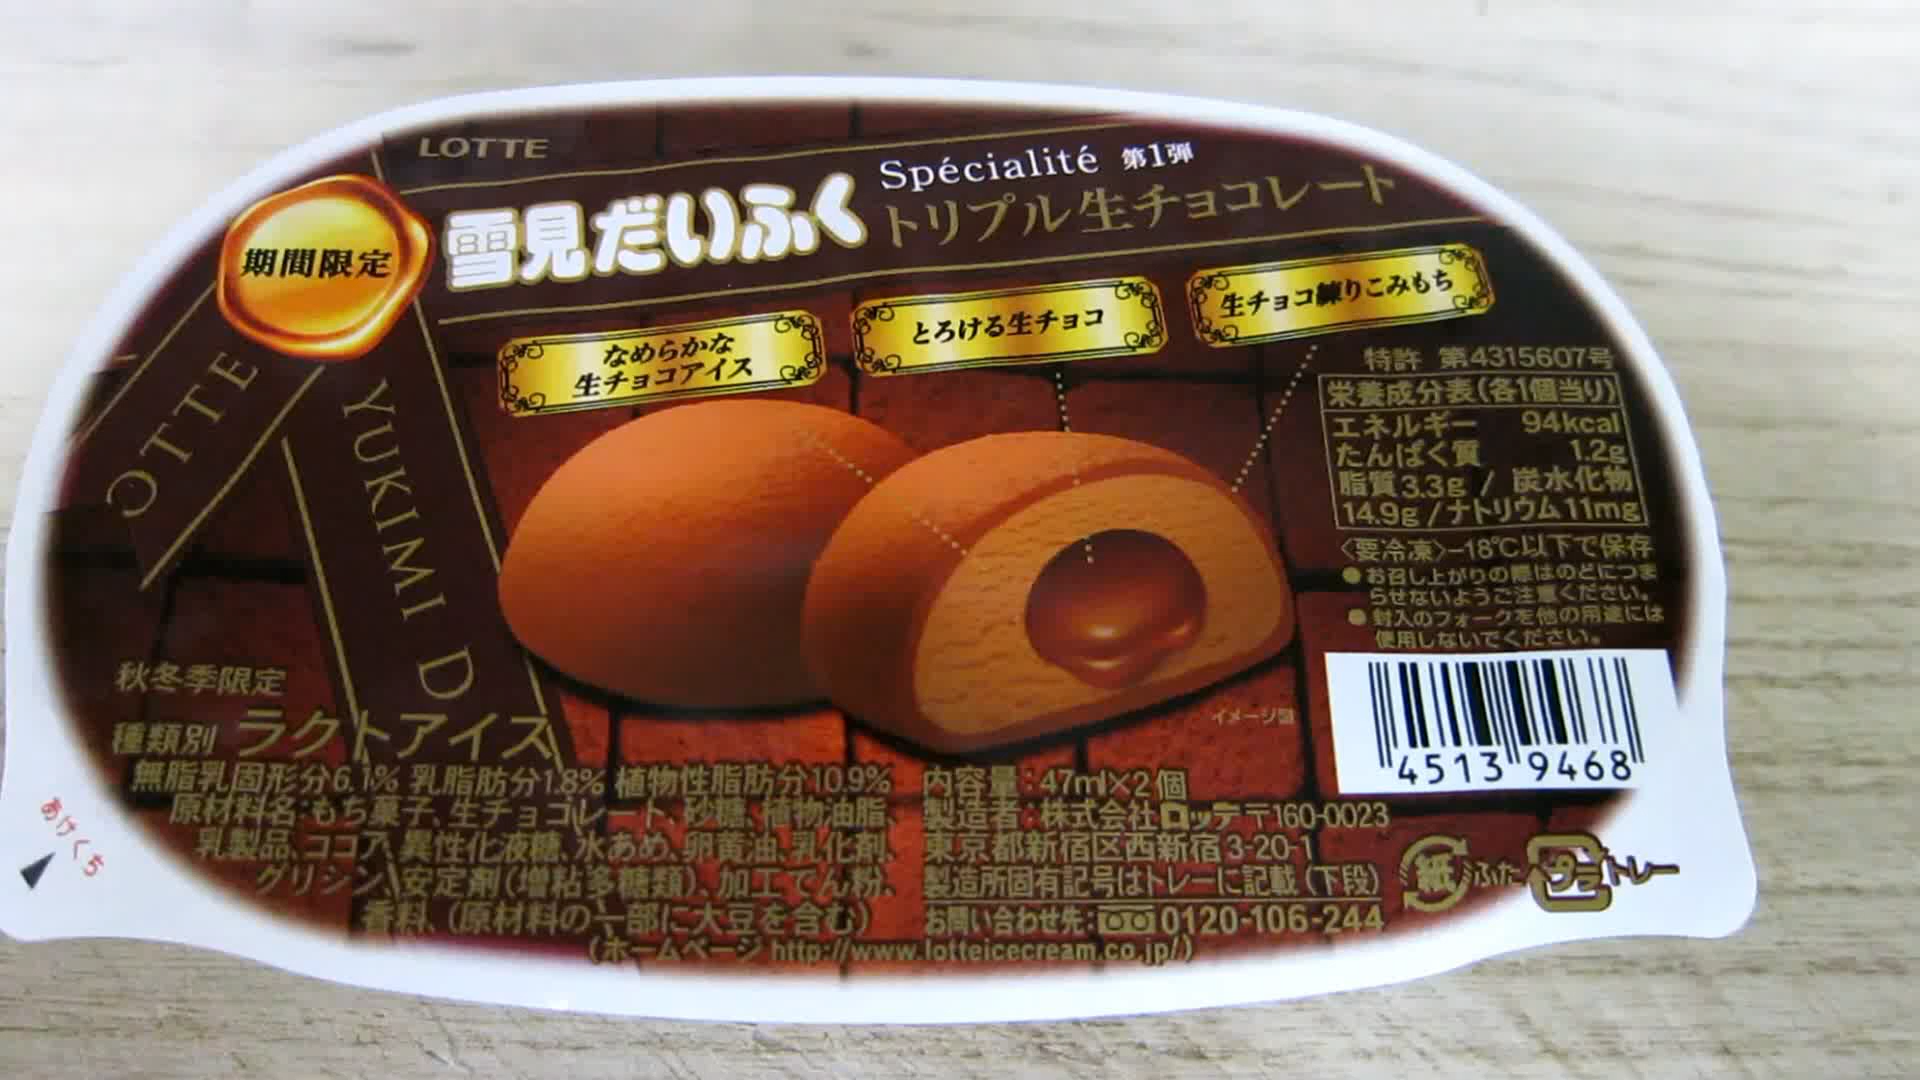 LOTTE
期間限定
雪見だいふく
Spécialité 第1弾
トリプル生チョコレート
なめらかな
生チョコアイス
とろける生チョコ
生チョコ練りこみもち
OTTE
YUKIMI D
特許 第4315607号
栄養成分表(各1個当り)
エネルギー 94kcal
たんぱく質 1.2g
脂質3.3g / 炭水化物
14.9g/ナトリウム11mg
〈要冷凍〉-18℃以下で保存
●お召し上がりの際はのどにつま
らせないようご注意ください。
●封入のフォークを他の用途には
使用しないでください。
イメージ図
4513 9468
秋冬季限定
種類別 ラクトアイス
無脂乳固形分6.1% 乳脂肪分1.8% 植物性脂肪分10.9%
原材料名:もち菓子、生チョコレート、砂糖、植物油脂、
乳製品、ココア、異性化液糖、水あめ、卵黄油、乳化剤、
グリシン、安定剤(増粘多糖類)、加工でん粉、
香料、(原材料の一部に大豆を含む)
内容量:47ml×2個
製造者:株式会社ロッテ〒160-0023
東京都新宿区西新宿3-20-1
製造所固有記号はトレーに記載(下段)
お問い合わせ先:0120-106-244
(ホームページ http://www.lotteicecream.co.jp/)
紙 ふた プラ トレー
あけくち